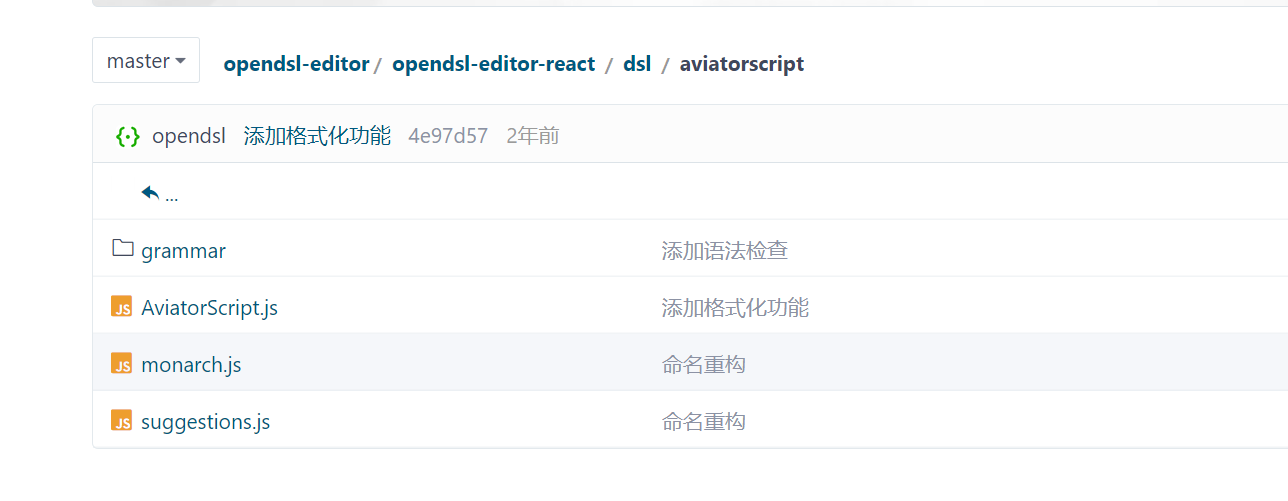 master opendsl-editor / opendsl-editor-react / dsl / aviatorscript
{·} opendsl 添加格式化功能 4e97d57 2年前
...
grammar 添加语法检查
JS AviatorScript.js 添加格式化功能
JS monarch.js 命名重构
JS suggestions.js 命名重构